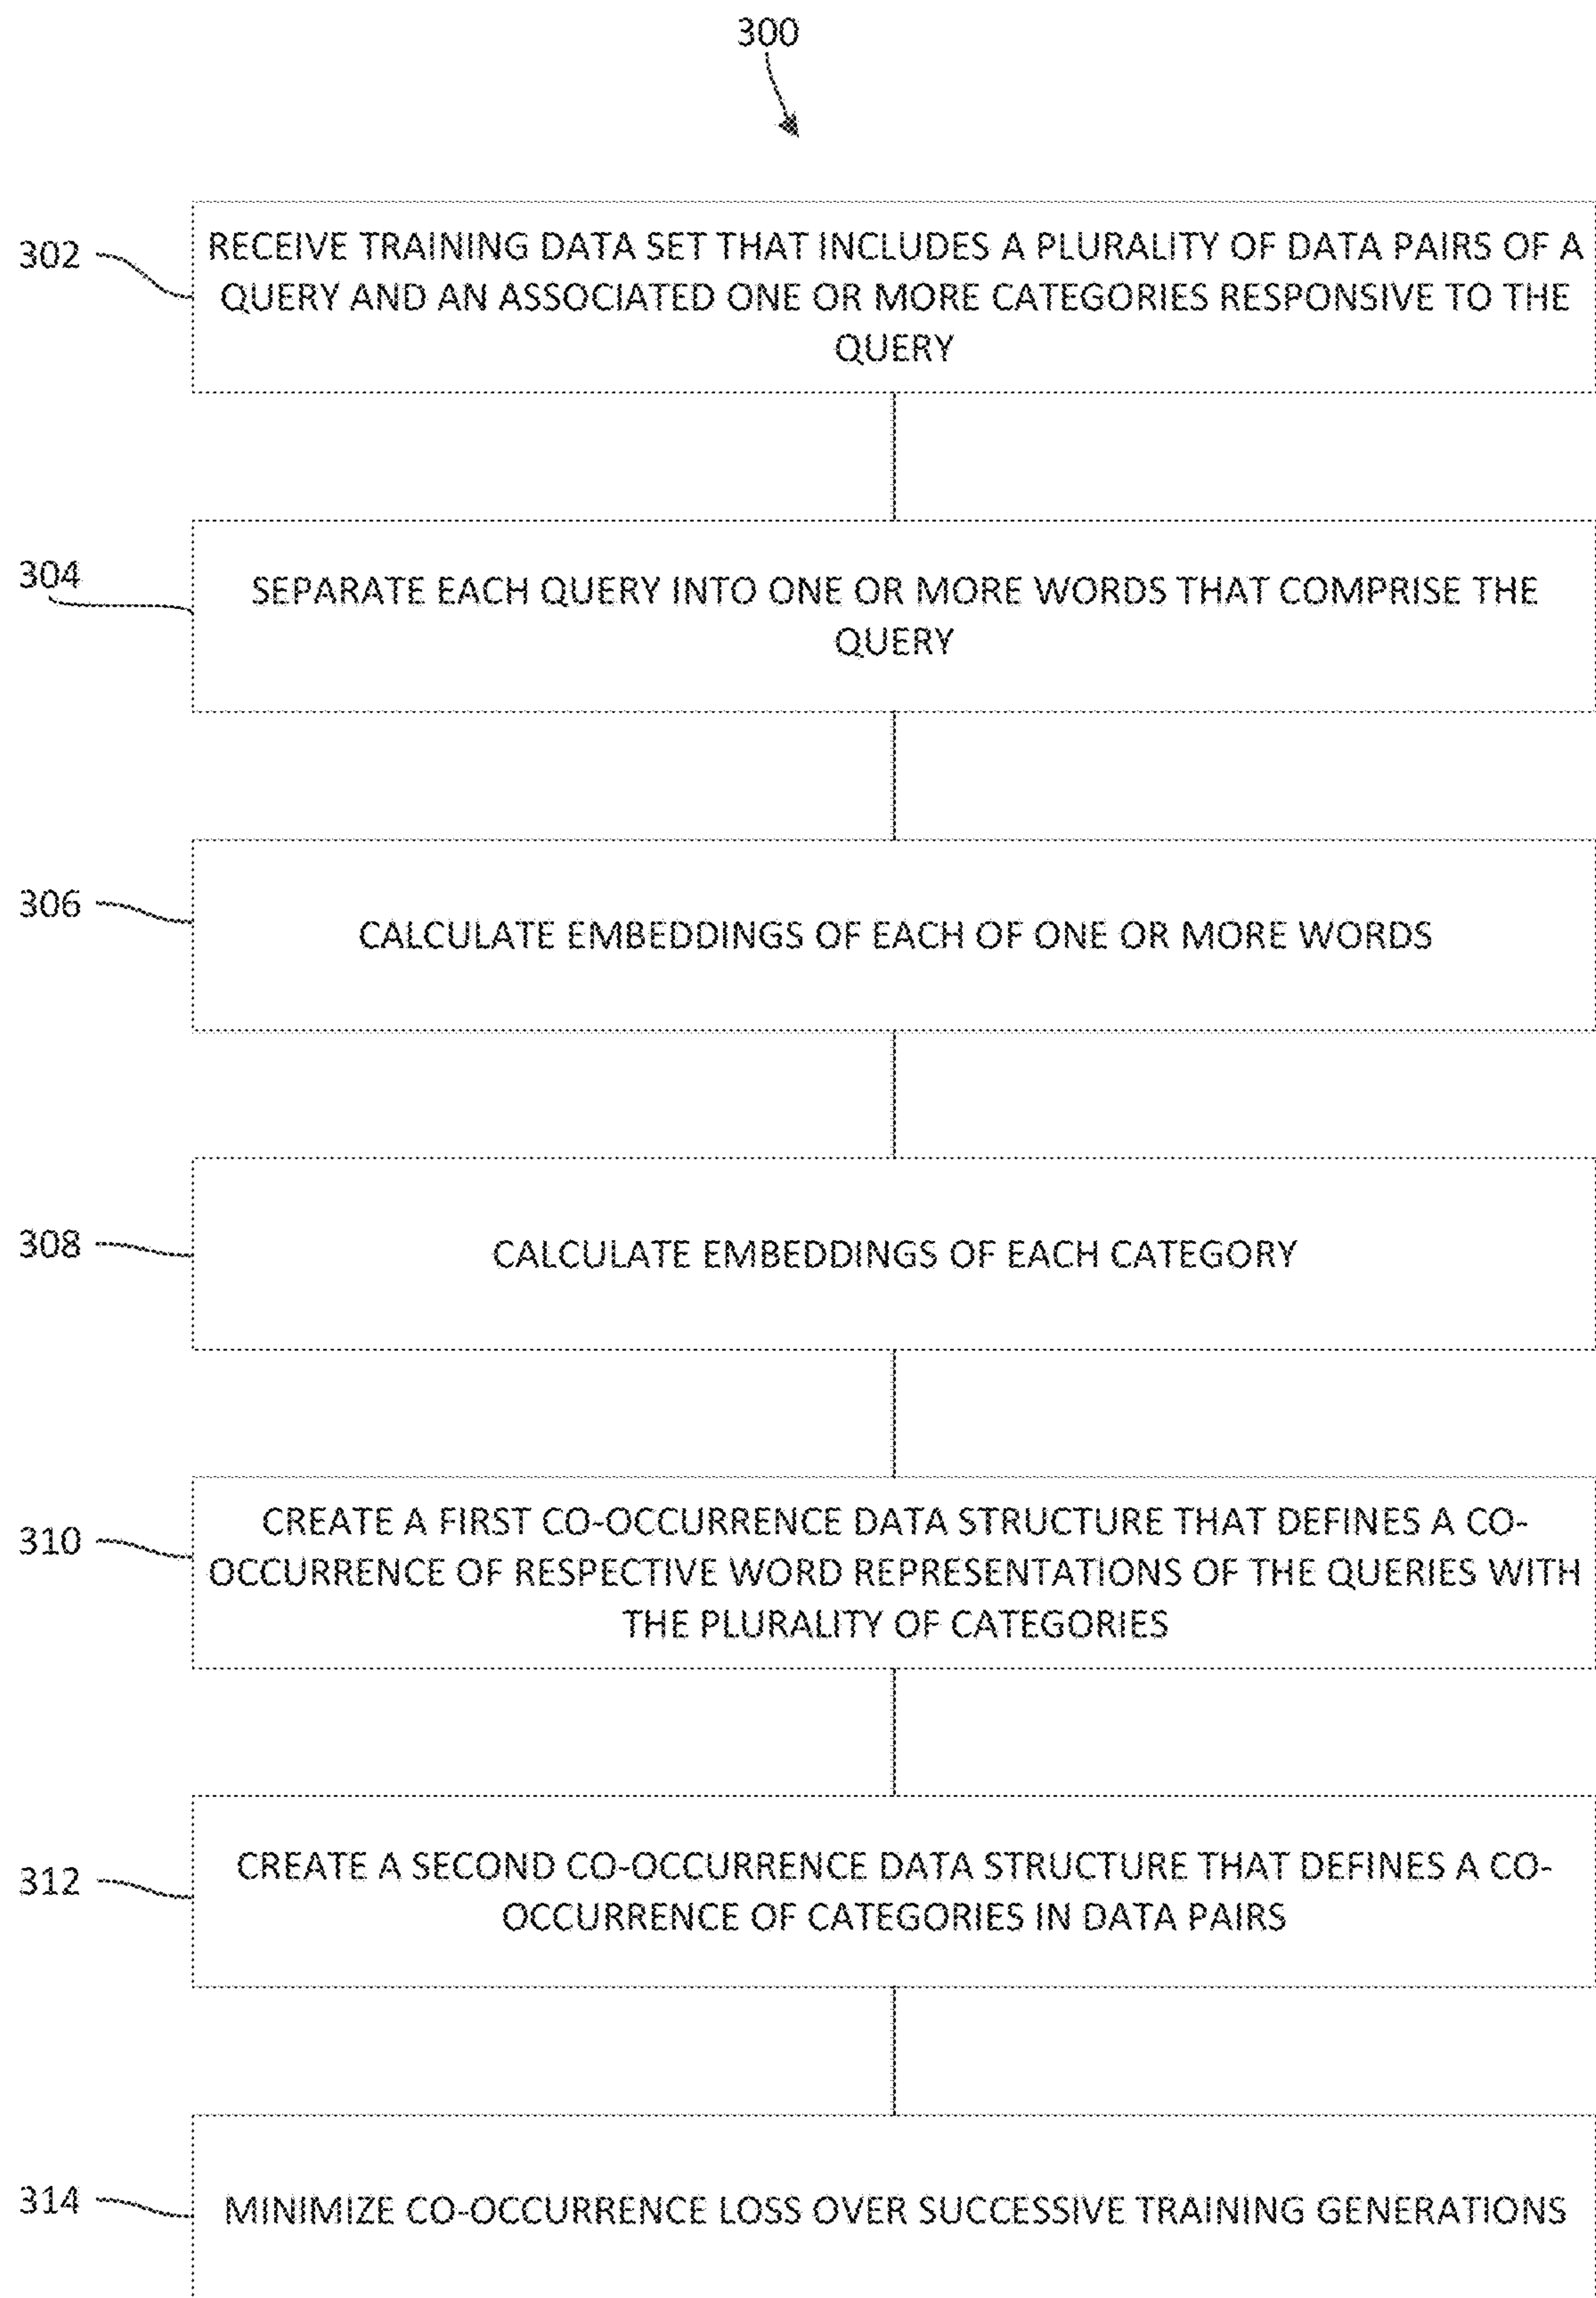 300
302
RECEIVE TRAINING DATA SET THAT INCLUDES A PLURALITY OF DATA PAIRS OF A
QUERY AND AN ASSOCIATED ONE OR MORE CATEGORIES RESPONSIVE TO THE
QUERY
304
SEPARATE EACH QUERY INTO ONE OR MORE WORDS THAT COMPRISE THE
QUERY
306
CALCULATE EMBEDDINGS OF EACH OF ONE OR MORE WORDS
308
CALCULATE EMBEDDINGS OF EACH CATEGORY
310
CREATE A FIRST CO-OCCURRENCE DATA STRUCTURE THAT DEFINES A CO-
OCCURRENCE OF RESPECTIVE WORD REPRESENTATIONS OF THE QUERIES WITH
THE PLURALITY OF CATEGORIES
312
CREATE A SECOND CO-OCCURRENCE DATA STRUCTURE THAT DEFINES A CO-
OCCURRENCE OF CATEGORIES IN DATA PAIRS
314
MINIMIZE CO-OCCURRENCE LOSS OVER SUCCESSIVE TRAINING GENERATIONS